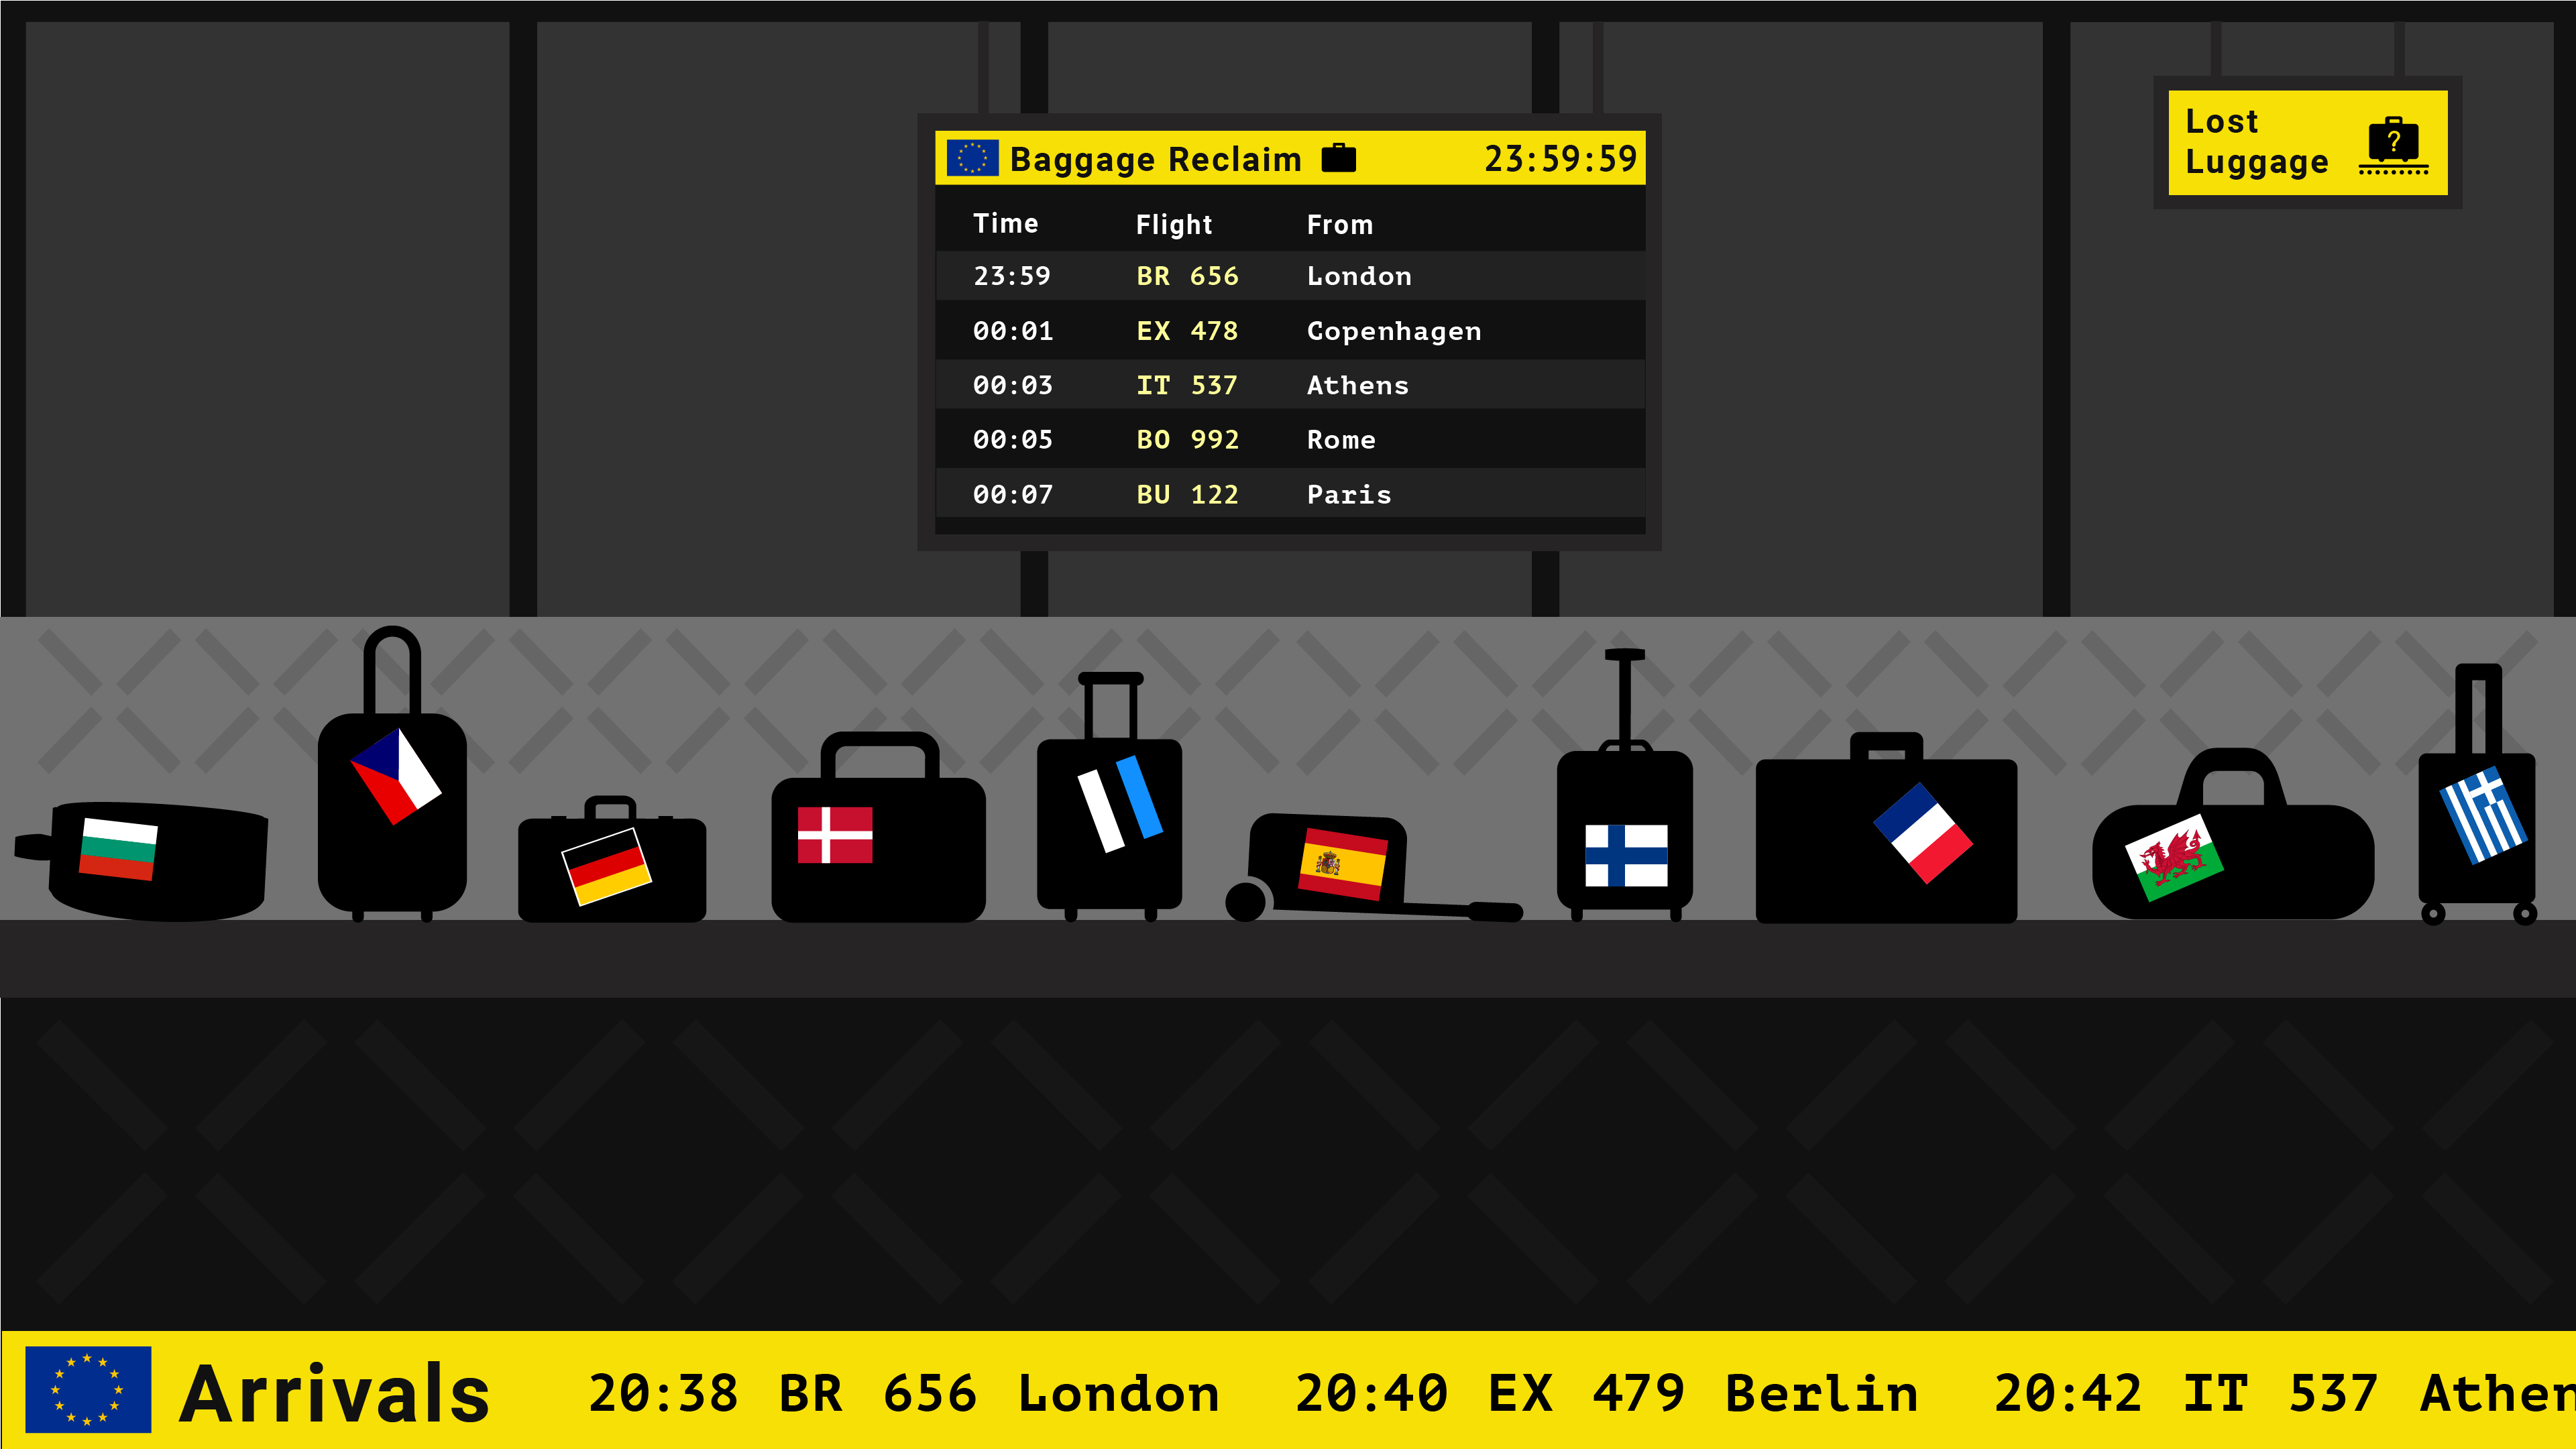 Baggage Reclaim 23:59:59
Time Flight From
23:59 BR 656 London
00:01 EX 478 Copenhagen
00:03 IT 537 Athens
00:05 BO 992 Rome
00:07 BU 122 Paris
Lost
Luggage
?
Arrivals 20:38 BR 656 London 20:40 EX 479 Berlin 20:42 IT 537 Athen